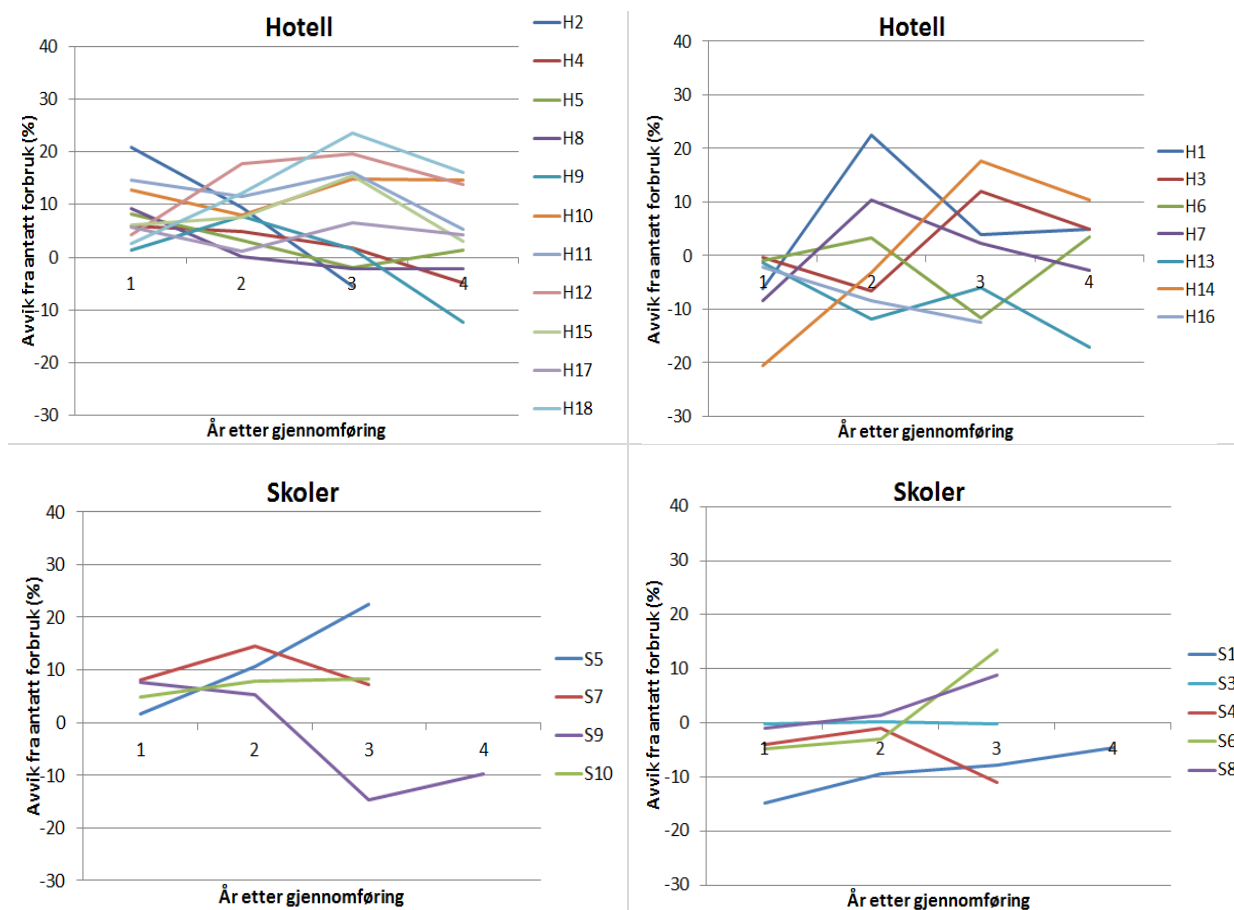 Hotell
40
30
20
10
0
-10
-20
-30
Avvik fra antatt forbruk (%)
1 2 3 4
År etter gjennomføring
H2
H4
H5
H8
H9
H10
H11
H12
H15
H17
H18
Hotell
40
30
20
10
0
-10
-20
-30
Avvik fra antatt forbruk (%)
1 2 3 4
År etter gjennomføring
H1
H3
H6
H7
H13
H14
H16
Skoler
40
30
20
10
0
-10
-20
-30
Avvik fra antatt forbruk (%)
1 2 3 4
År etter gjennomføring
S5
S7
S9
S10
Skoler
40
30
20
10
0
-10
-20
-30
Avvik fra antatt forbruk (%)
1 2 3 4
År etter gjennomføring
S1
S3
S4
S6
S8